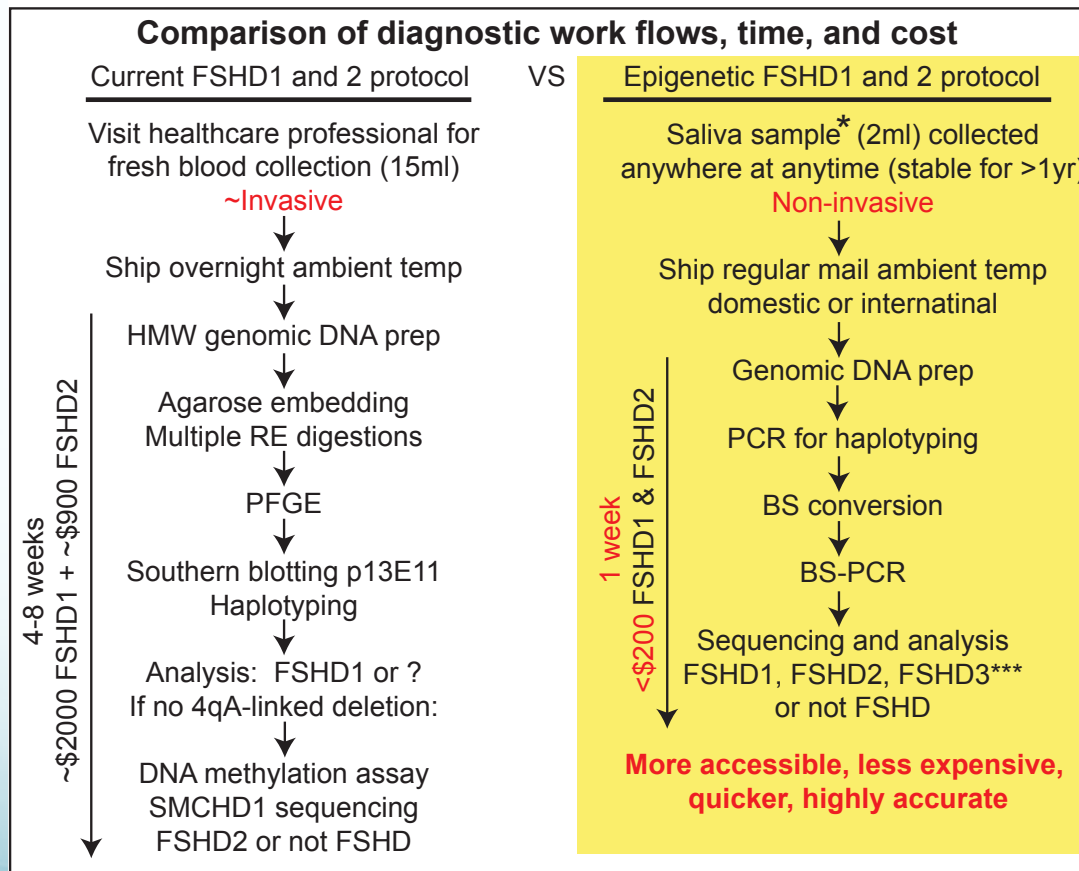 Comparison of diagnostic work flows, time, and cost
Current FSHD1 and 2 protocol
VS
Epigenetic FSHD1 and 2 protocol
Visit healthcare professional for
fresh blood collection (15ml)
~Invasive
Ship overnight ambient temp
HMW genomic DNA prep
Agarose embedding
Multiple RE digestions
PFGE
Southern blotting p13E11
Haplotyping
Analysis: FSHD1 or ?
If no 4qA-linked deletion:
DNA methylation assay
SMCHD1 sequencing
FSHD2 or not FSHD
4-8 weeks
~$2000 FSHD1 + ~$900 FSHD2
Saliva sample* (2ml) collected
anywhere at anytime (stable for >1yr)
Non-invasive
Ship regular mail ambient temp
domestic or internatinal
Genomic DNA prep
PCR for haplotyping
BS conversion
BS-PCR
Sequencing and analysis
FSHD1, FSHD2, FSHD3***
or not FSHD
1 week
<$200 FSHD1 & FSHD2
More accessible, less expensive,
quicker, highly accurate